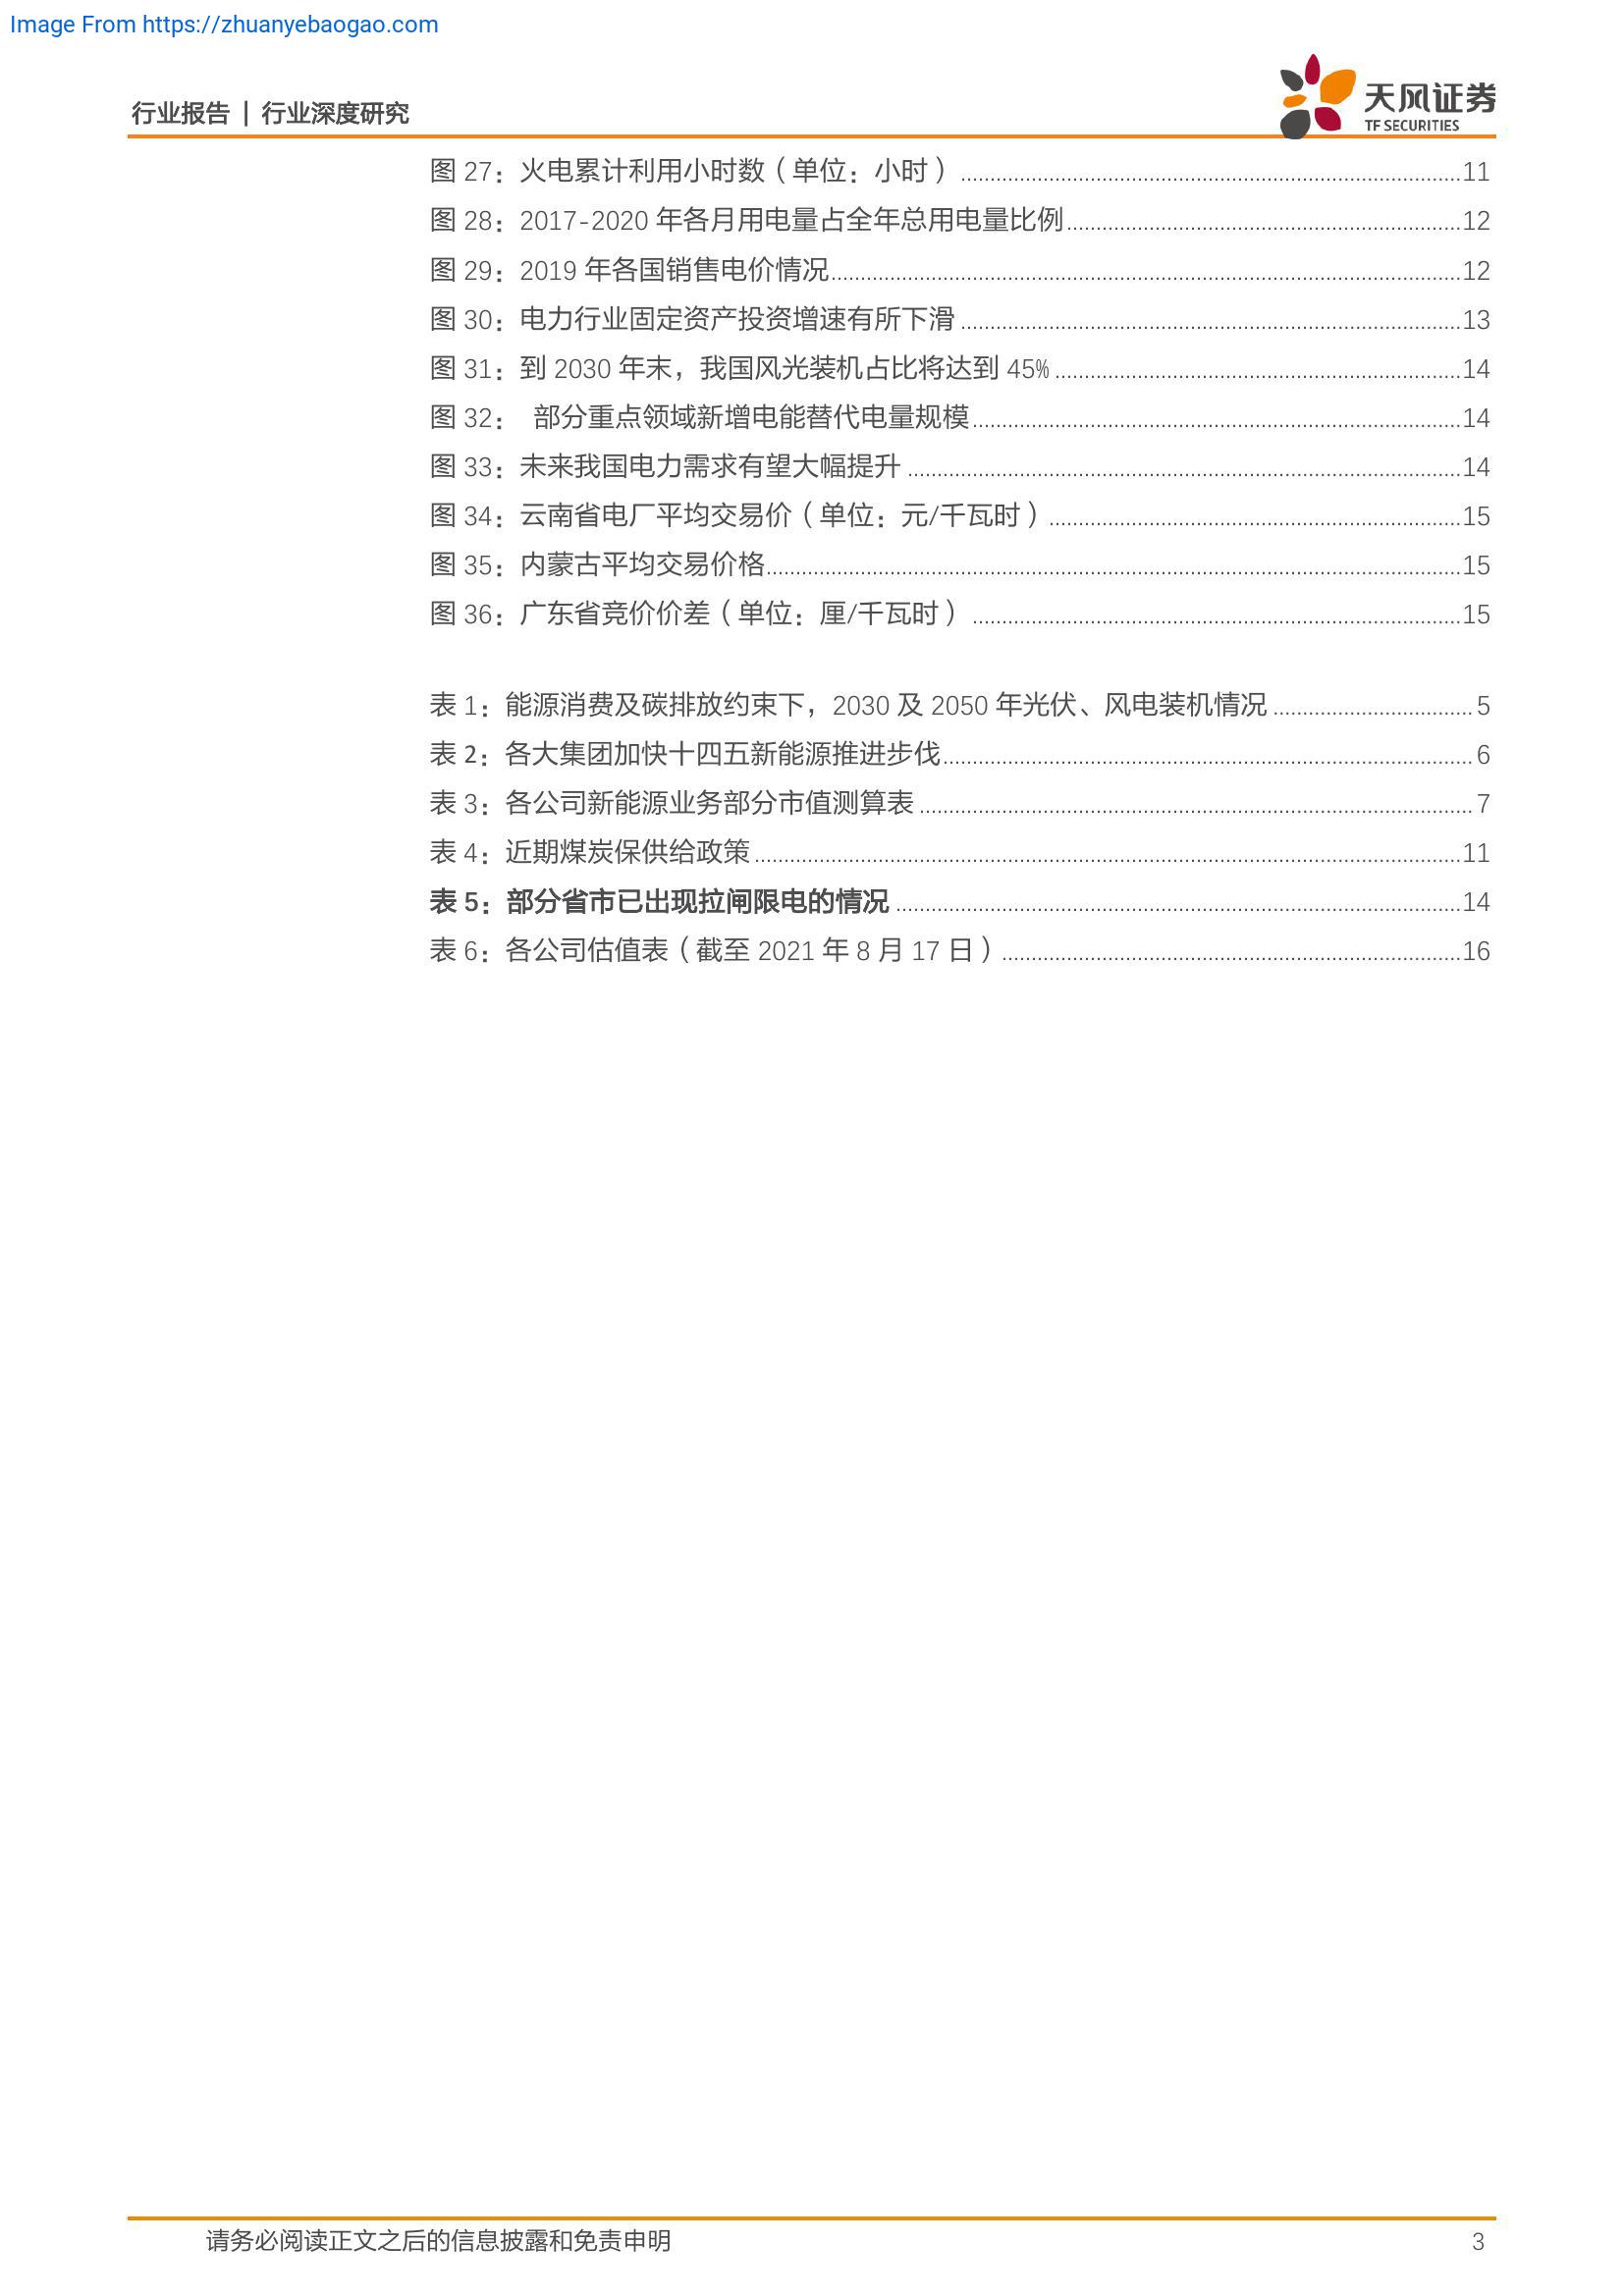 Image From https://zhuanyebaogao.com
行业报告 | 行业深度研究
天风证券
TF SECURITIES
图 27：火电累计利用小时数（单位：小时）........11
图 28：2017-2020 年各月用电量占全年总用电量比例........12
图 29：2019 年各国销售电价情况........12
图 30：电力行业固定资产投资增速有所下滑........13
图 31：到 2030 年末，我国风光装机占比将达到 45%........14
图 32： 部分重点领域新增电能替代电量规模........14
图 33：未来我国电力需求有望大幅提升........14
图 34：云南省电厂平均交易价（单位：元/千瓦时）........15
图 35：内蒙古平均交易价格........15
图 36：广东省竞价价差（单位：厘/千瓦时）........15
表 1：能源消费及碳排放约束下，2030 及 2050 年光伏、风电装机情况........5
表 2：各大集团加快十四五新能源推进步伐........6
表 3：各公司新能源业务部分市值测算表........7
表 4：近期煤炭保供给政策........11
表 5：部分省市已出现拉闸限电的情况........14
表 6：各公司估值表（截至 2021 年 8 月 17 日）........16
请务必阅读正文之后的信息披露和免责申明 3